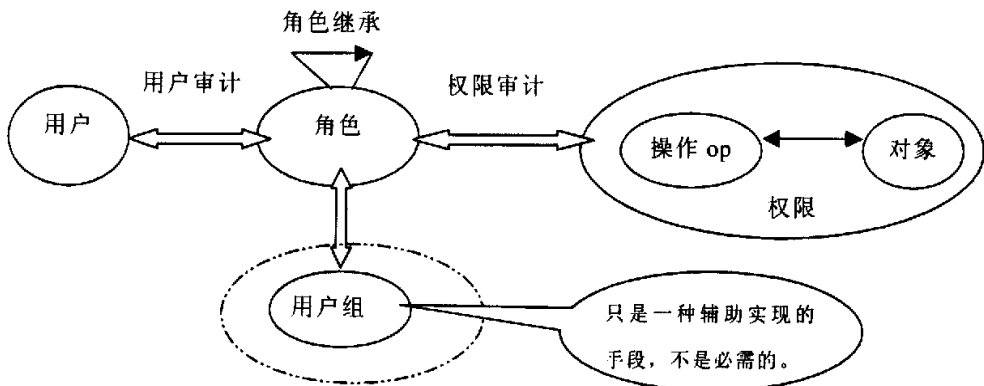 角色继承
用户审计
权限审计
用户
角色
操作 op
对象
权限
用户组
只是一种辅助实现的
手段，不是必需的。